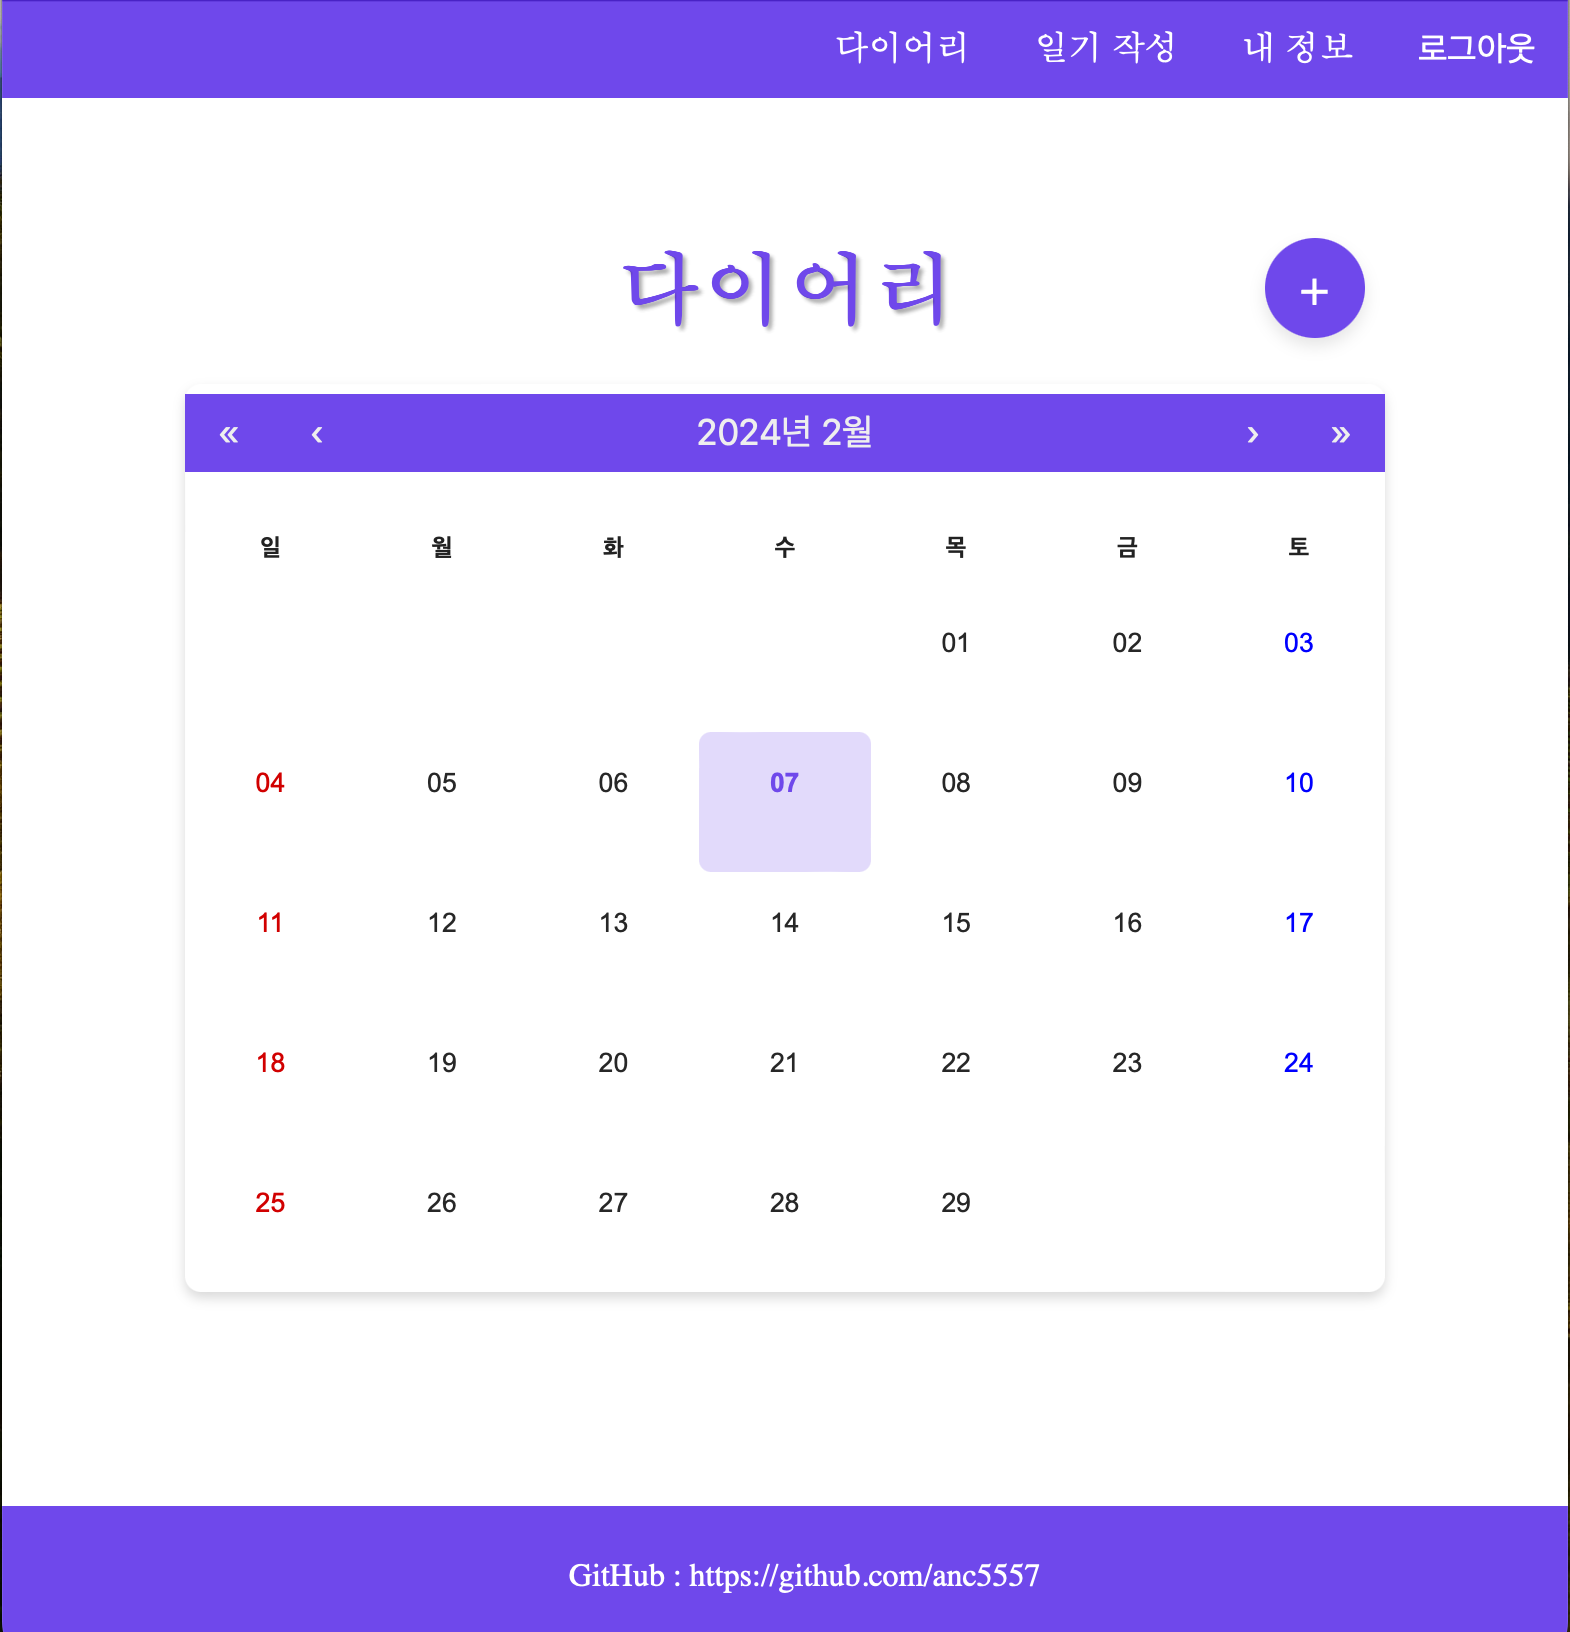 다이어리 일기 작성 내 정보 로그아웃
다이어리 +
« ‹ 2024년 2월 › »
일 월 화 수 목 금 토
01 02 03
04 05 06 07 08 09 10
11 12 13 14 15 16 17
18 19 20 21 22 23 24
25 26 27 28 29
GitHub : https://github.com/anc5557